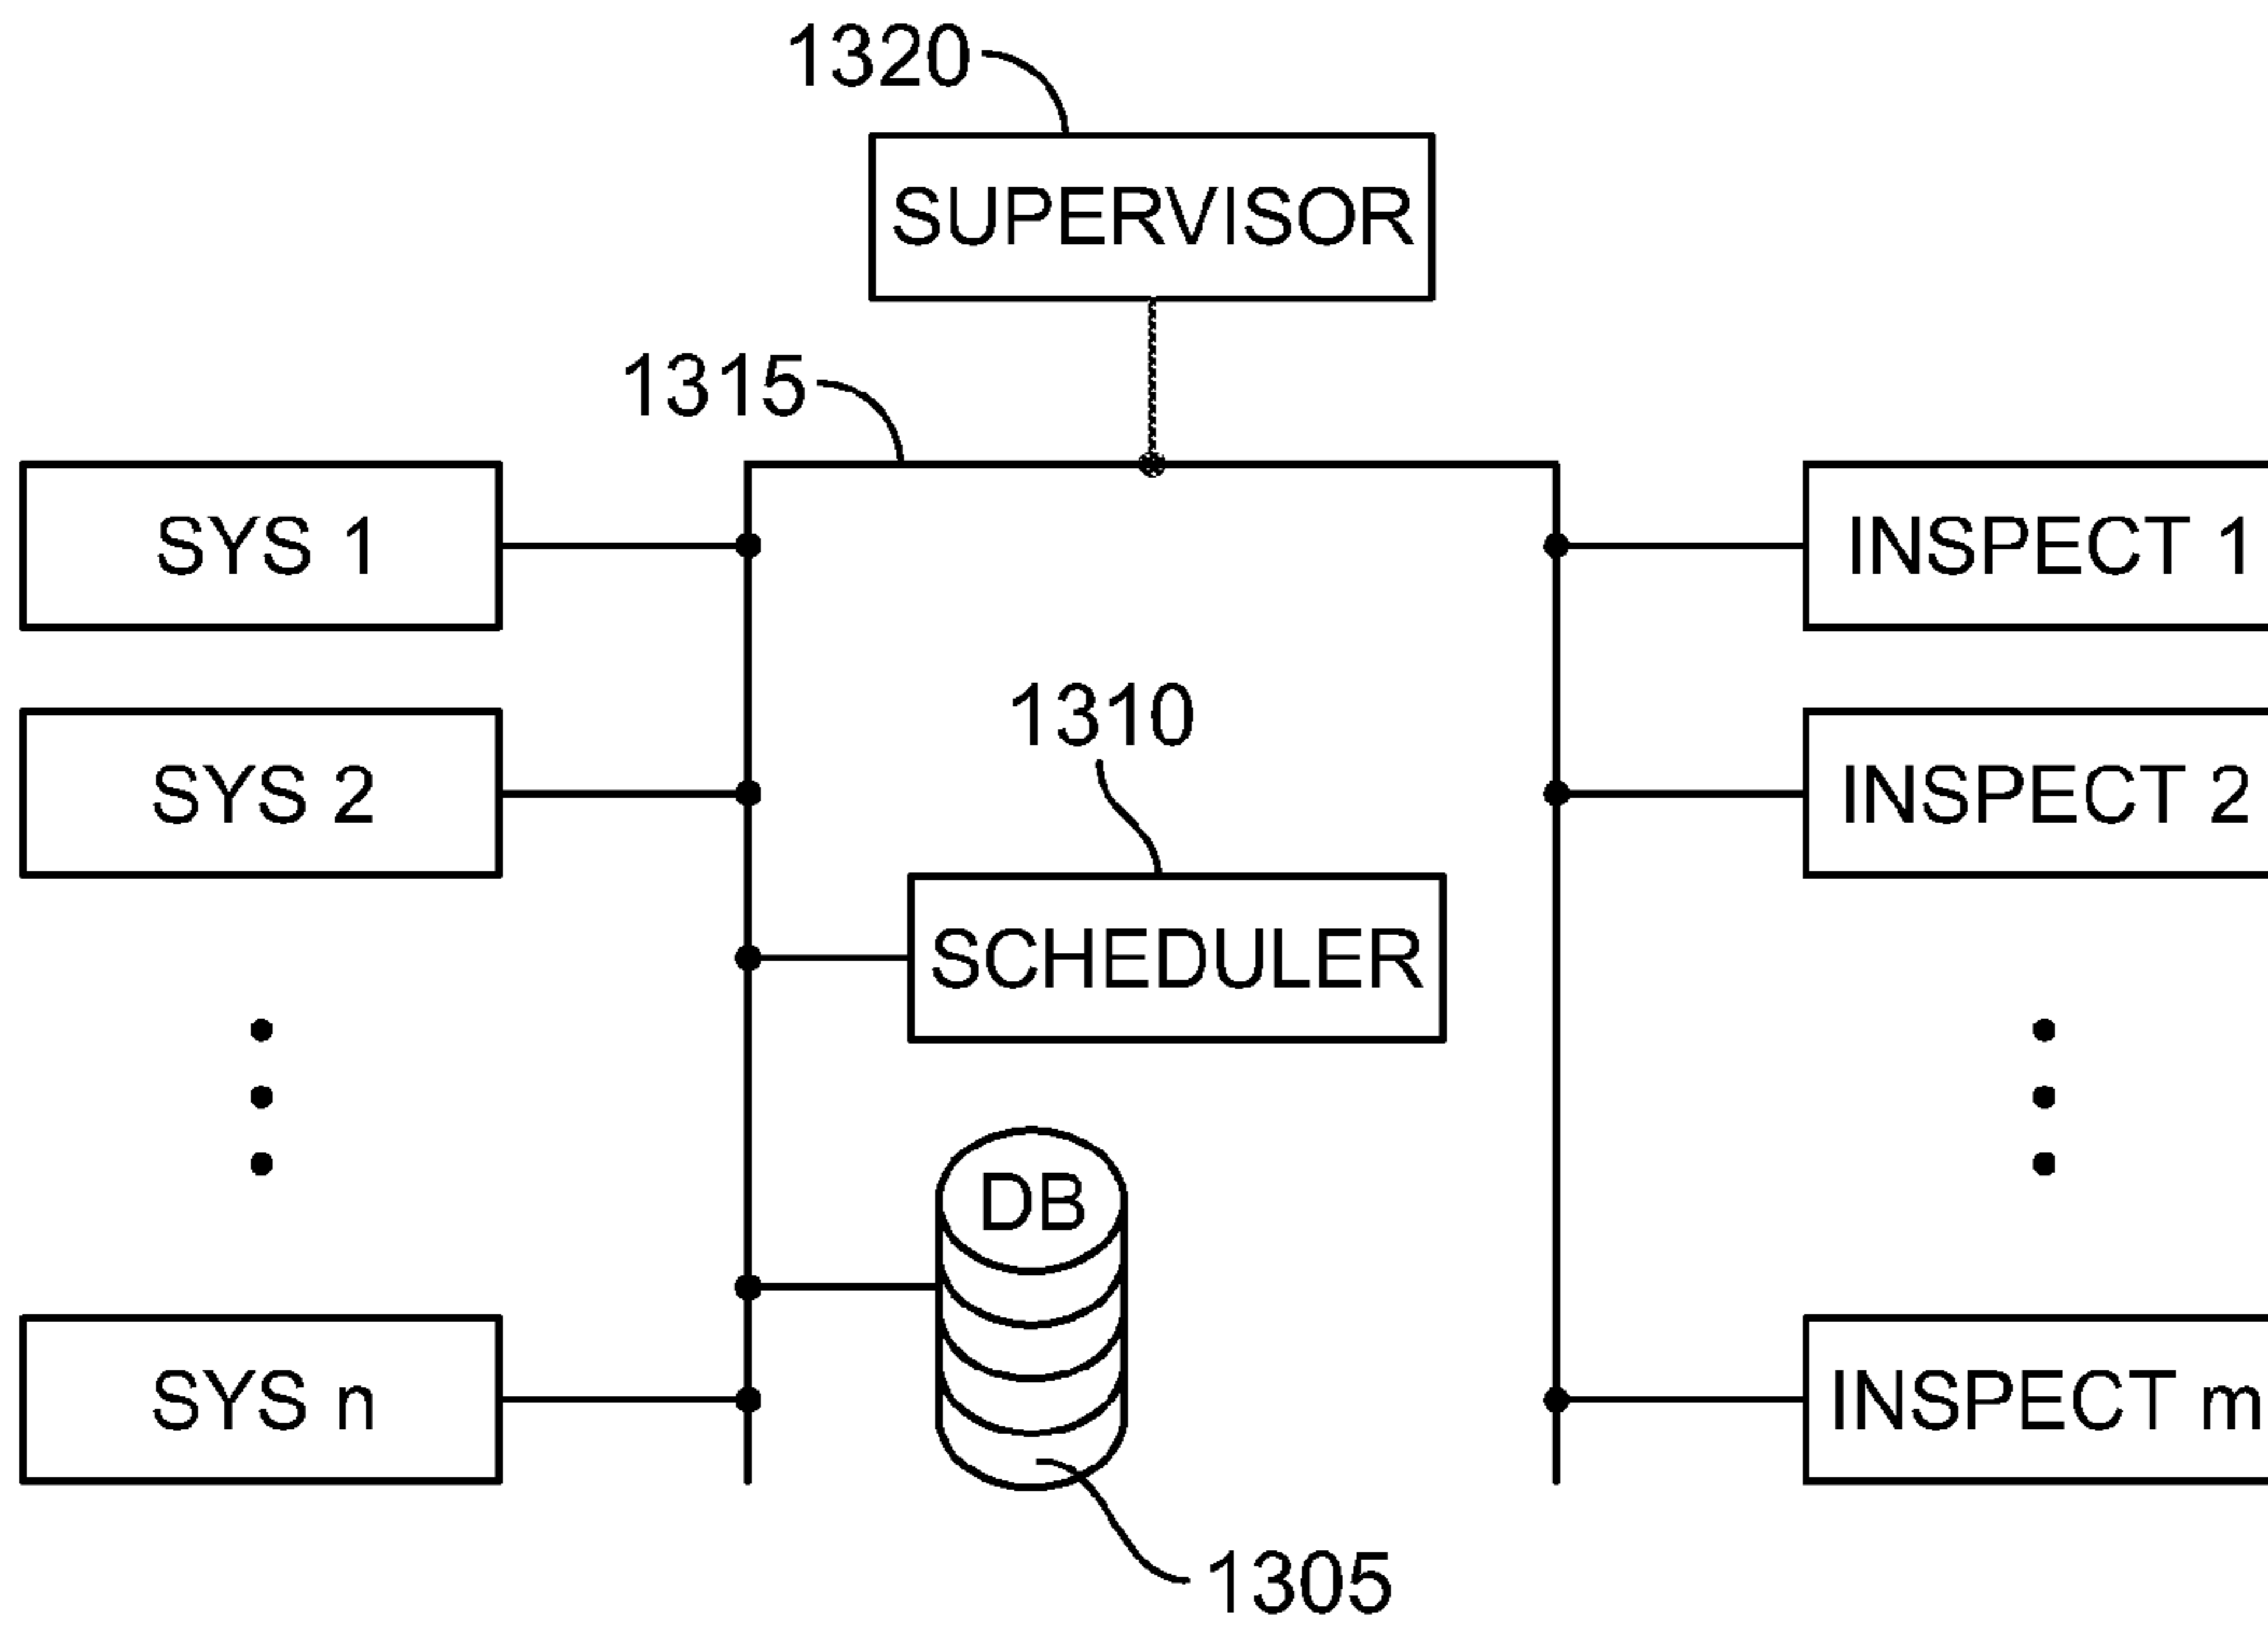 1320
SUPERVISOR
1315
SYS 1
INSPECT 1
1310
SYS 2
INSPECT 2
SCHEDULER
DB
SYS n
INSPECT m
1305